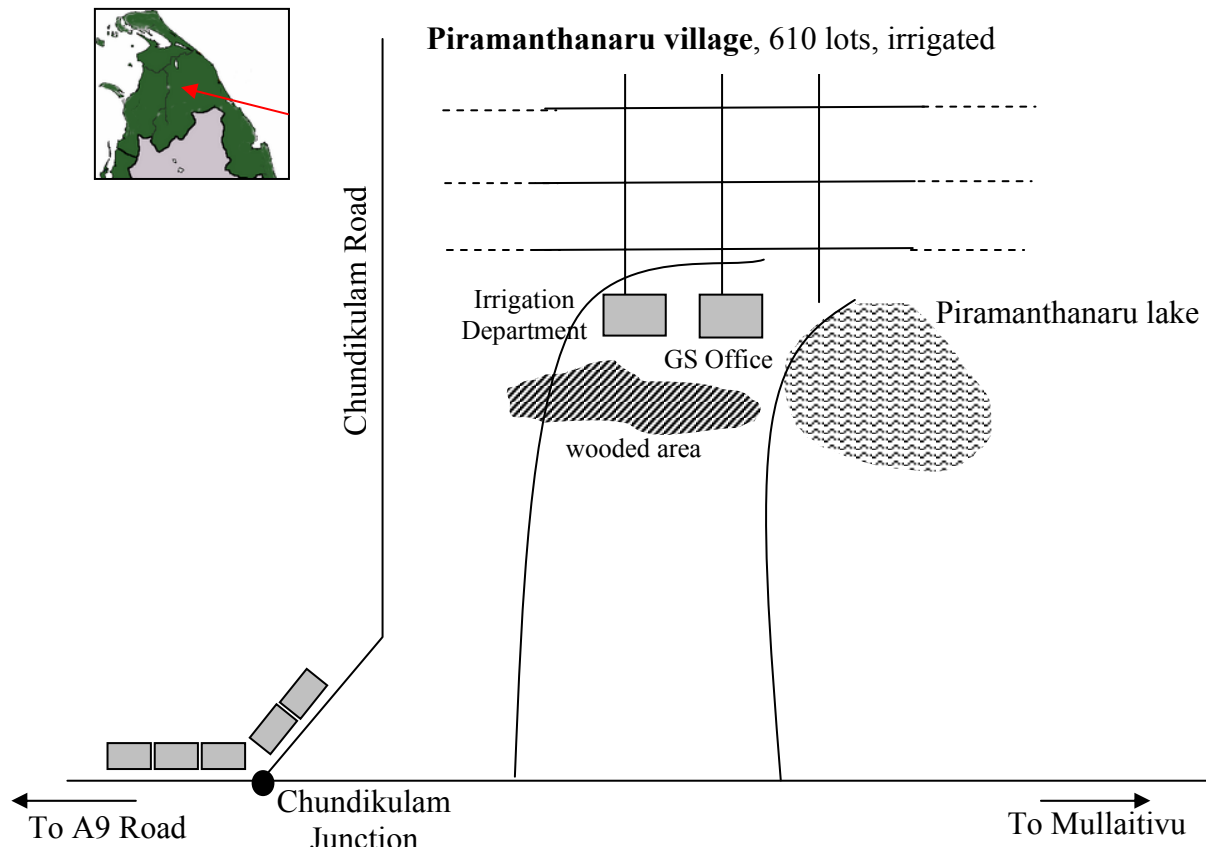 Piramanthanaru village, 610 lots, irrigated
Chundikulam Road
Irrigation
Department
GS Office
Piramanthanaru lake
wooded area
Chundikulam
Junction
To A9 Road
To Mullaitivu